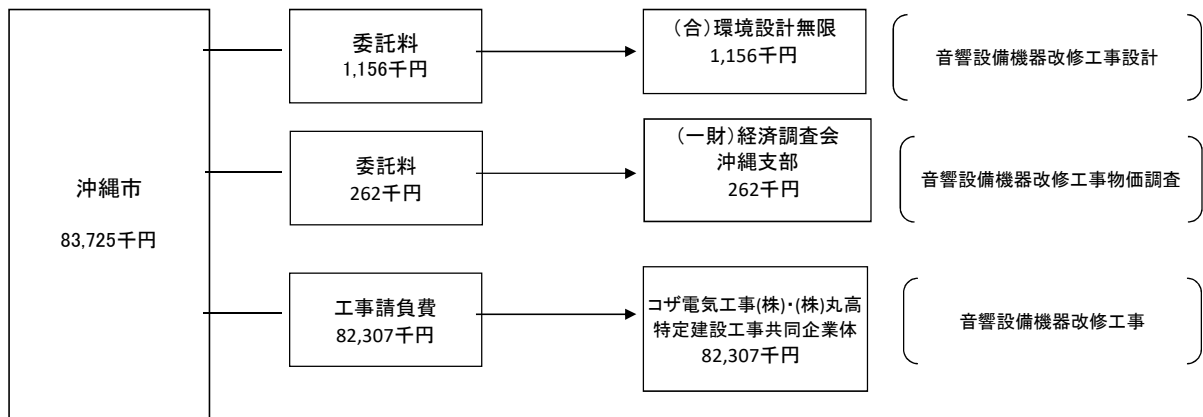 沖縄市
83,725千円
委託料
1,156千円
(合)環境設計無限
1,156千円
音響設備機器改修工事設計
委託料
262千円
(一財)経済調査会
沖縄支部
262千円
音響設備機器改修工事物価調査
工事請負費
82,307千円
コザ電気工事(株)・(株)丸高
特定建設工事共同企業体
82,307千円
音響設備機器改修工事